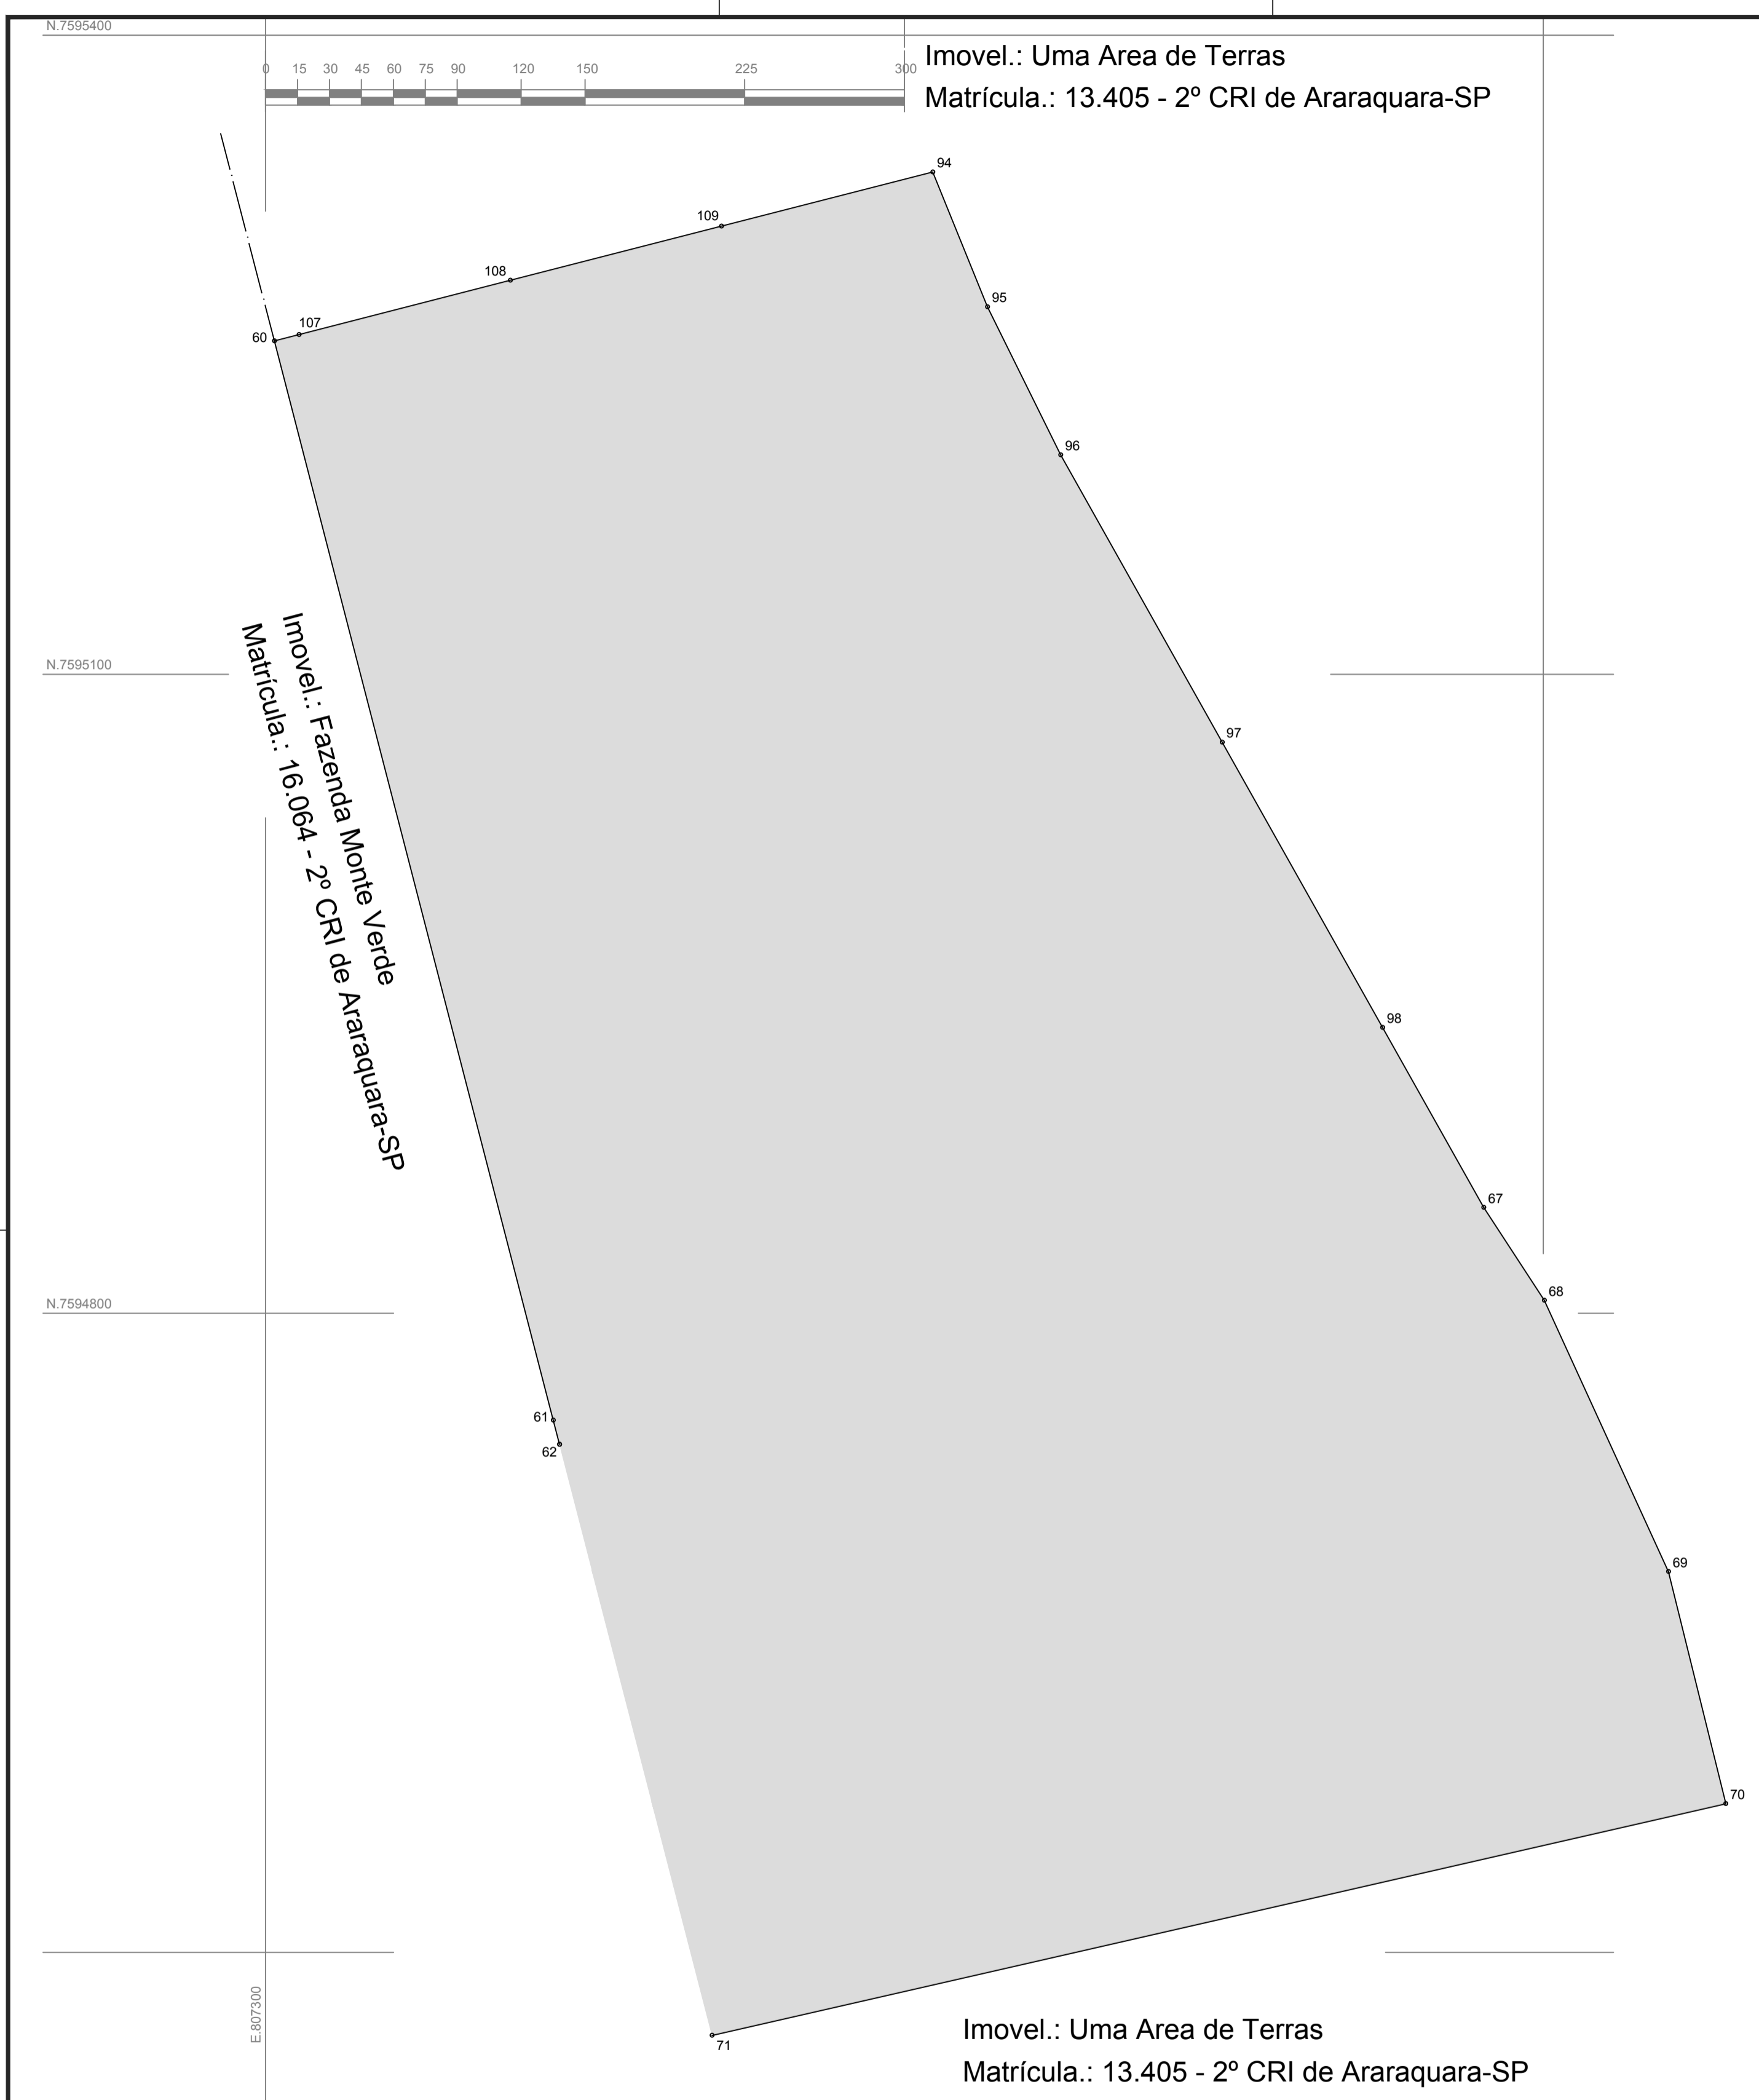 N.7595400
0 15 30 45 60 75 90 120 150 225 300
Imovel.: Uma Area de Terras
Matrícula.: 13.405 - 2º CRI de Araraquara-SP
94
109
108
107
60
95
96
N.7595100
Imovel.: Fazenda Monte Verde
Matrícula.: 16.064 - 2º CRI de Araraquara-SP
97
98
67
68
N.7594800
61
62
69
70
E.807300
71
Imovel.: Uma Area de Terras
Matrícula.: 13.405 - 2º CRI de Araraquara-SP